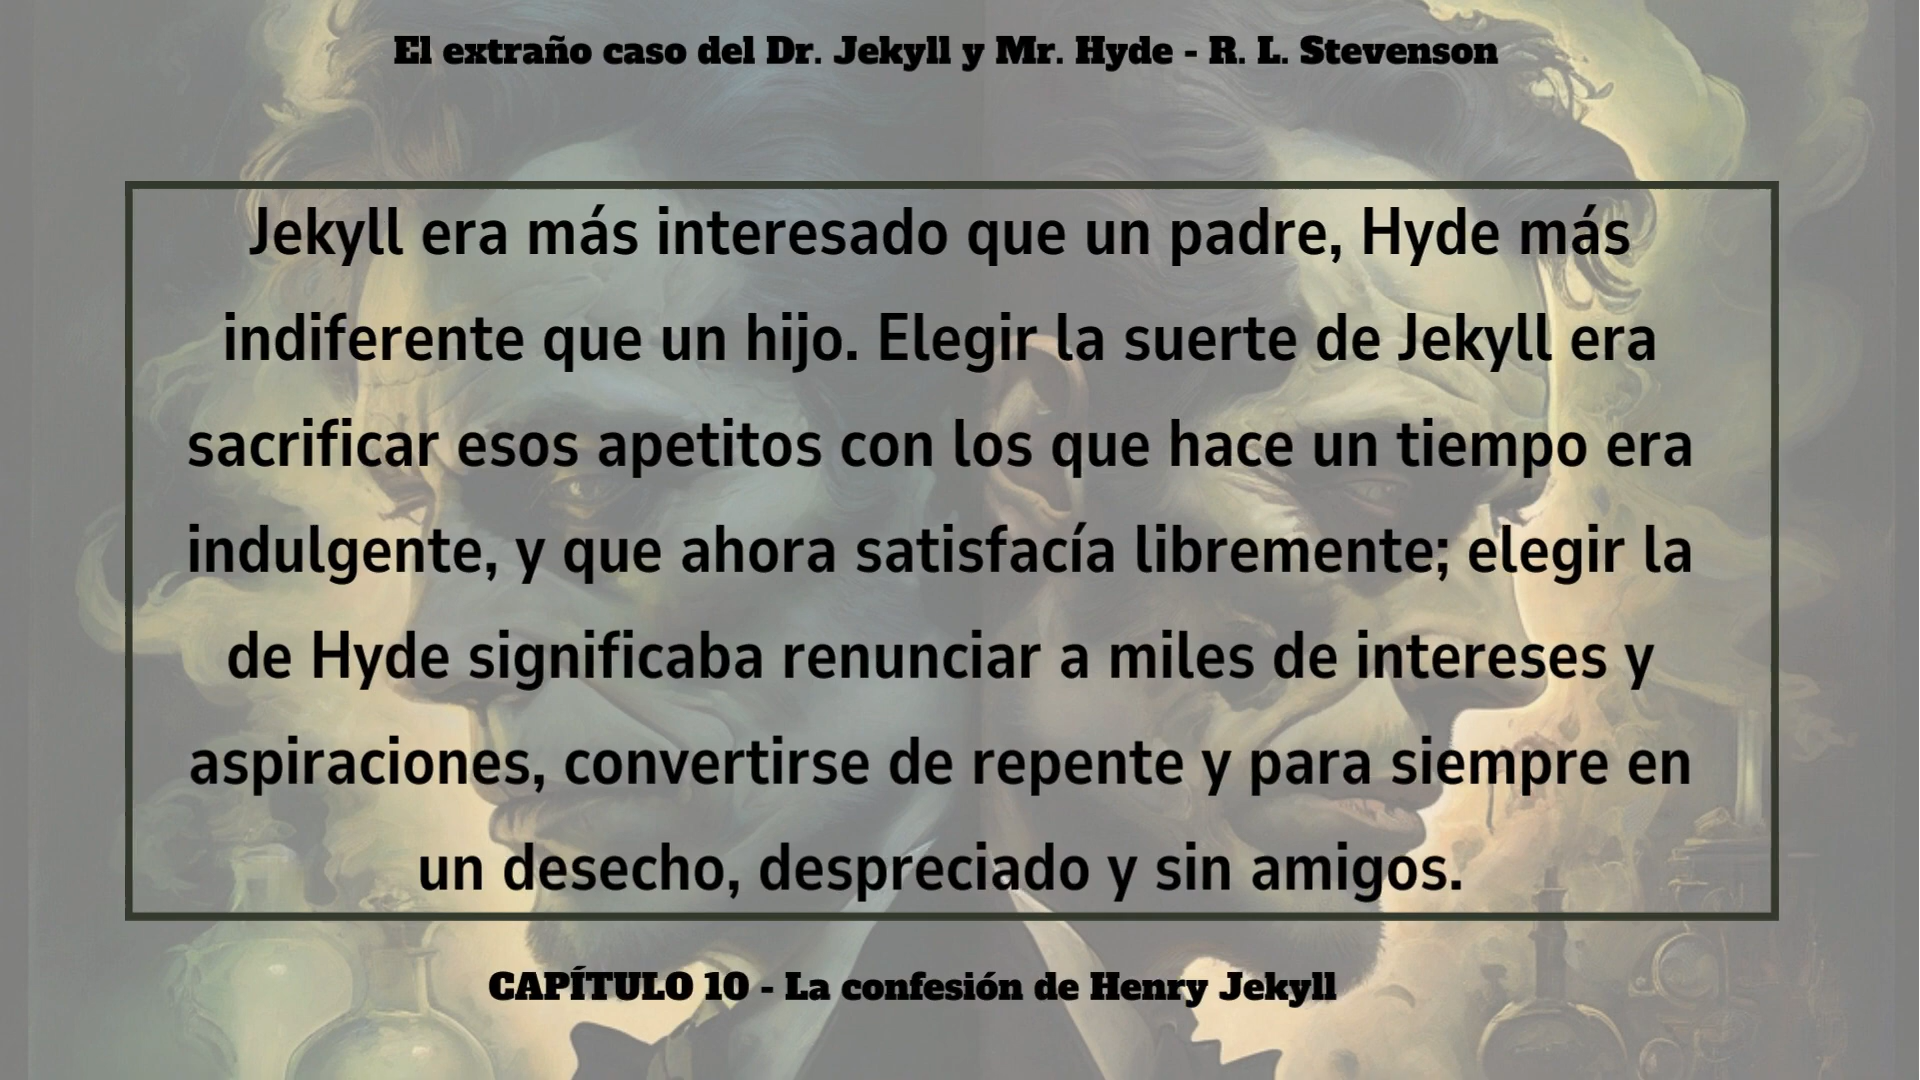 El extraño caso del Dr. Jekyll y Mr. Hyde - R. L. Stevenson
Jekyll era más interesado que un padre, Hyde más
indiferente que un hijo. Elegir la suerte de Jekyll era
sacrificar esos apetitos con los que hace un tiempo era
indulgente, y que ahora satisfacía libremente; elegir la
de Hyde significaba renunciar a miles de intereses y
aspiraciones, convertirse de repente y para siempre en
un desecho, despreciado y sin amigos.
CAPÍTULO 10 - La confesión de Henry Jekyll